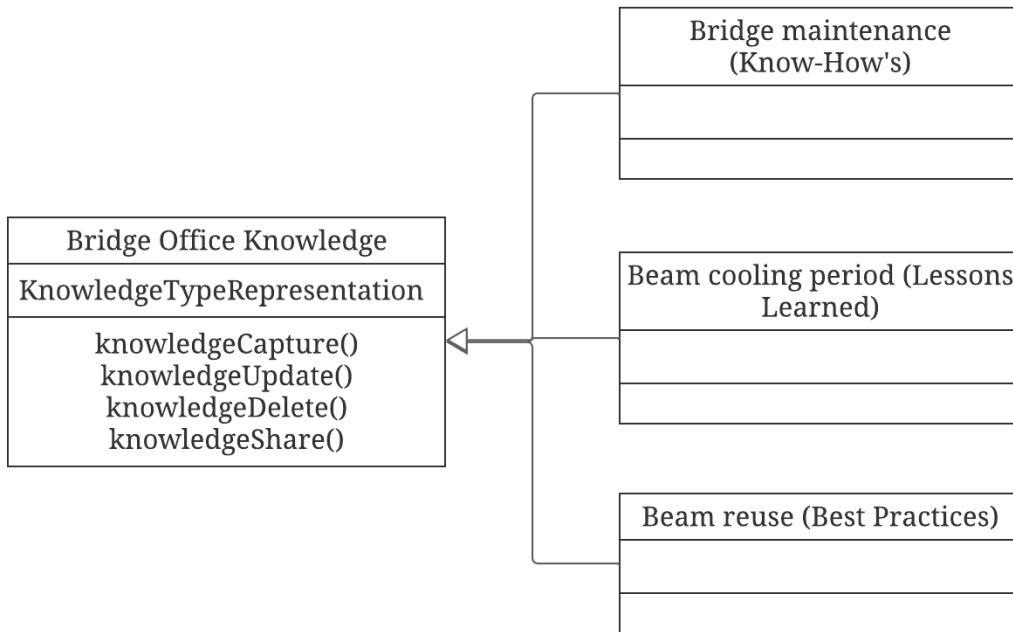 Bridge maintenance
(Know-How's)
Bridge Office Knowledge
KnowledgeTypeRepresentation
knowledgeCapture()
knowledgeUpdate()
knowledgeDelete()
knowledgeShare()
Beam cooling period (Lessons
Learned)
Beam reuse (Best Practices)